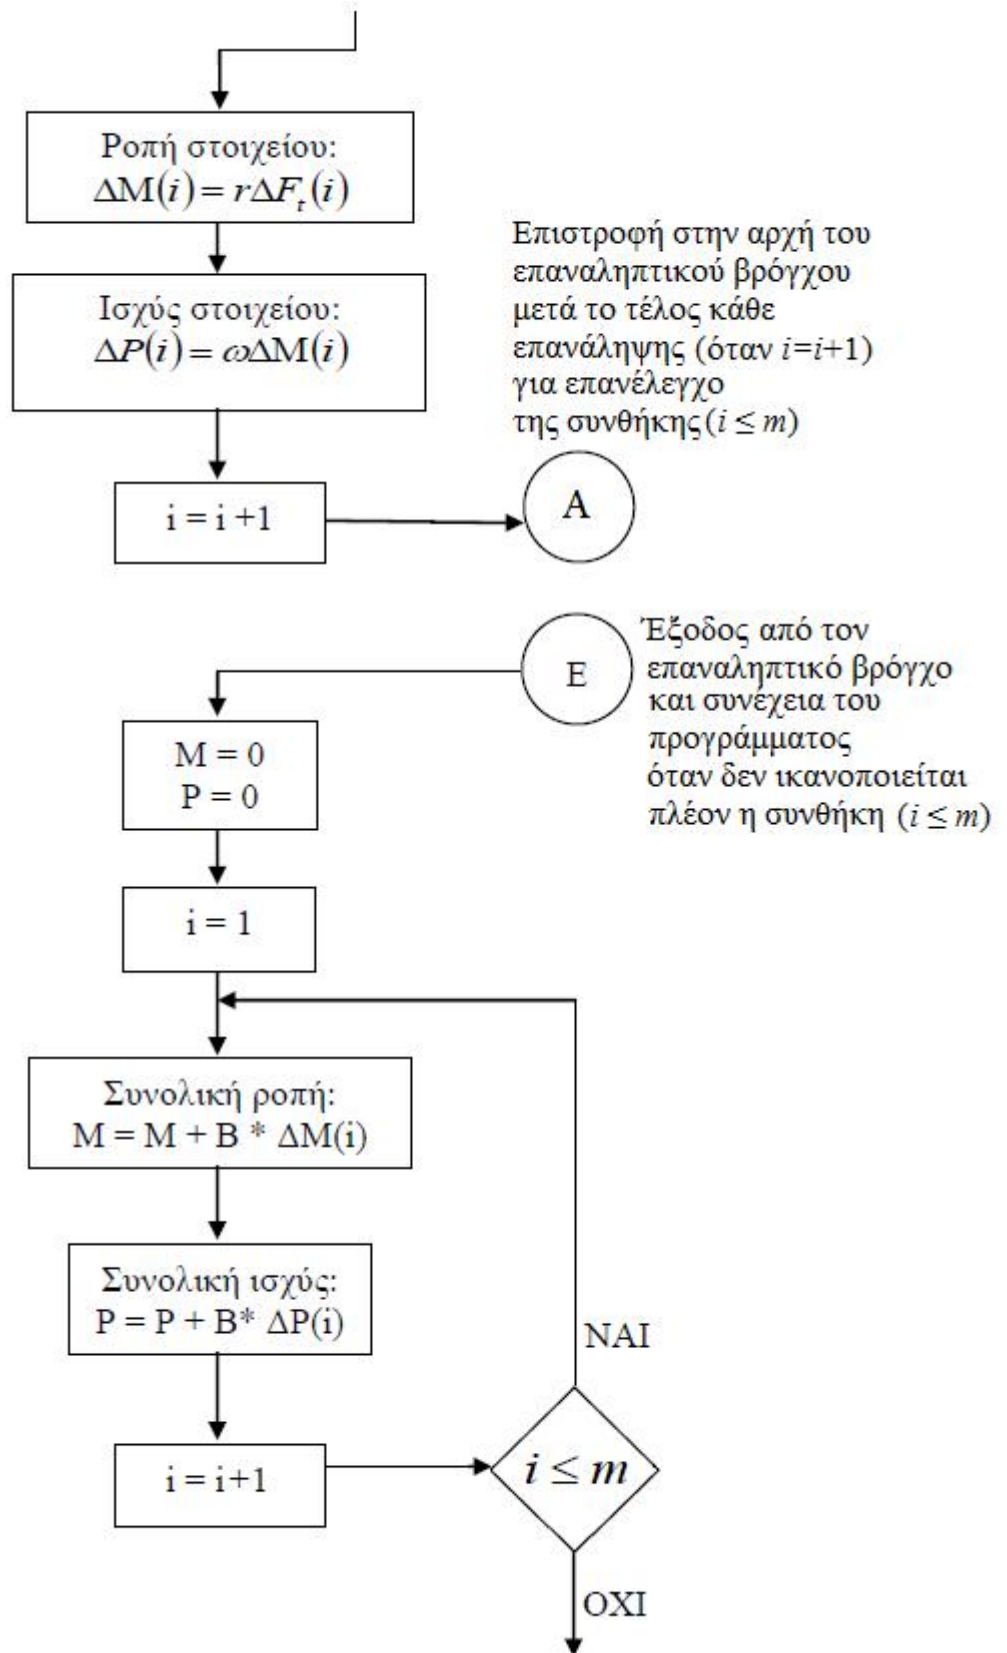 Ροπή στοιχείου:
ΔΜ(i) = rΔF_t(i)
Ισχύς στοιχείου:
ΔP(i) = ωΔΜ(i)
Επιστροφή στην αρχή του
επαναληπτικού βρόγχου
μετά το τέλος κάθε
επανάληψης (όταν i=i+1)
για επανέλεγχο
της συνθήκης (i ≤ m)
i = i +1
A
E
Έξοδος από τον
επαναληπτικό βρόγχο
και συνέχεια του
προγράμματος
όταν δεν ικανοποιείται
πλέον η συνθήκη (i ≤ m)
M = 0
P = 0
i = 1
Συνολική ροπή:
M = M + B * ΔM(i)
Συνολική ισχύς:
P = P + B* ΔP(i)
ΝΑΙ
i = i+1
i ≤ m
ΟΧΙ